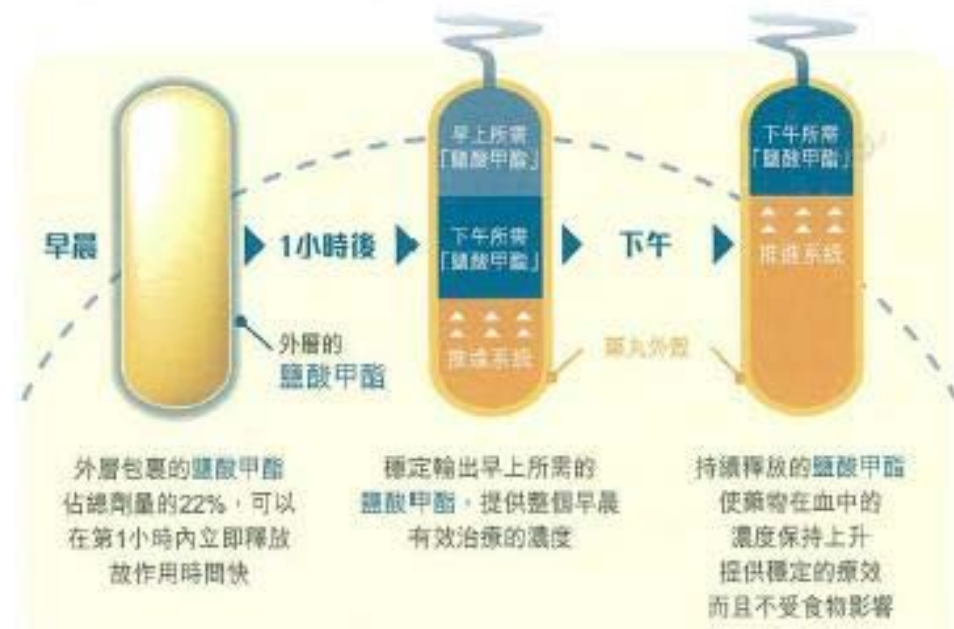 早上所需
「鹽酸甲酯」
下午所需
「鹽酸甲酯」
早晨
1小時後
下午所需
「鹽酸甲酯」
下午
推進系統
外層的
鹽酸甲酯
推進系統
藥丸外殼
外層包裹的鹽酸甲酯
佔總劑量的22%，可以
在第1小時內立即釋放
故作用時間快
穩定輸出早上所需的
鹽酸甲酯，提供整個早晨
有效治療的濃度
持續釋放的鹽酸甲酯
使藥物在血中的
濃度保持上升
提供穩定的療效
而且不受食物影響